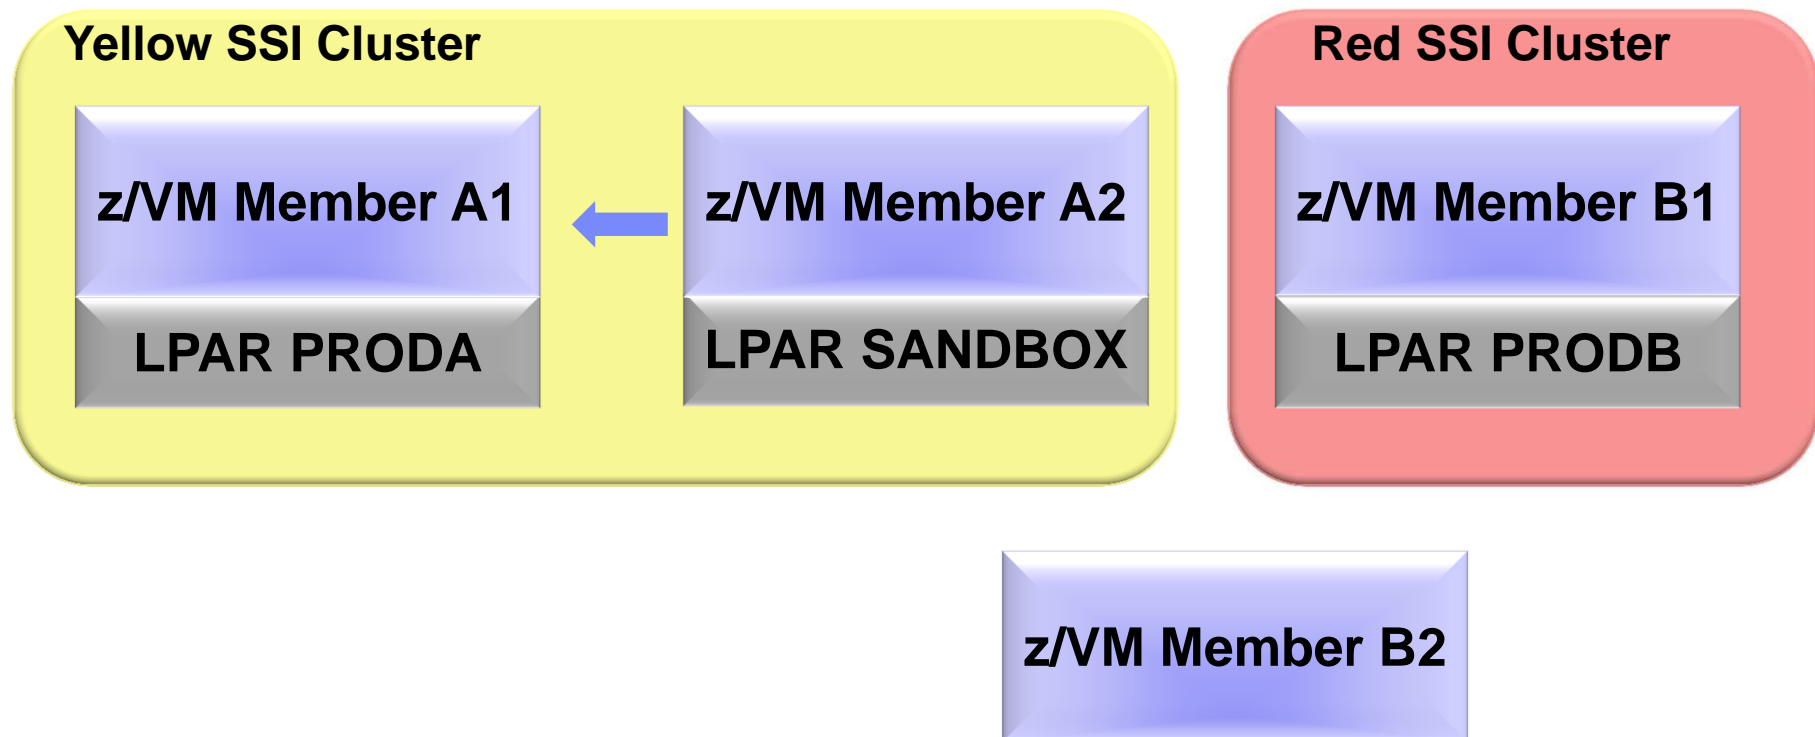 Yellow SSI Cluster
Red SSI Cluster
z/VM Member A1
z/VM Member A2
z/VM Member B1
LPAR PRODA
LPAR SANDBOX
LPAR PRODB
z/VM Member B2